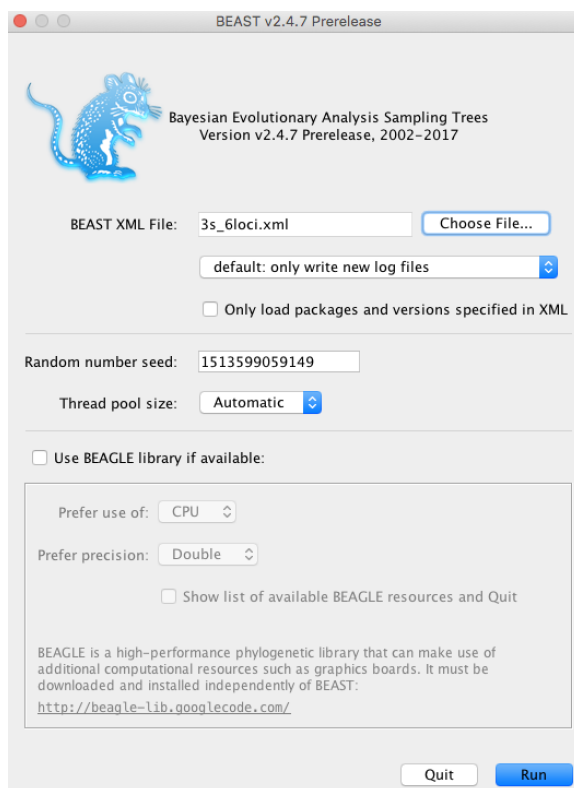 BEAST v2.4.7 Prerelease
Bayesian Evolutionary Analysis Sampling Trees
Version v2.4.7 Prerelease, 2002–2017
BEAST XML File: 3s_6loci.xml Choose File...
default: only write new log files
Only load packages and versions specified in XML
Random number seed: 1513599059149
Thread pool size: Automatic
Use BEAGLE library if available:
Prefer use of: CPU
Prefer precision: Double
Show list of available BEAGLE resources and Quit
BEAGLE is a high-performance phylogenetic library that can make use of
additional computational resources such as graphics boards. It must be
downloaded and installed independently of BEAST:
http://beagle-lib.googlecode.com/
Quit Run